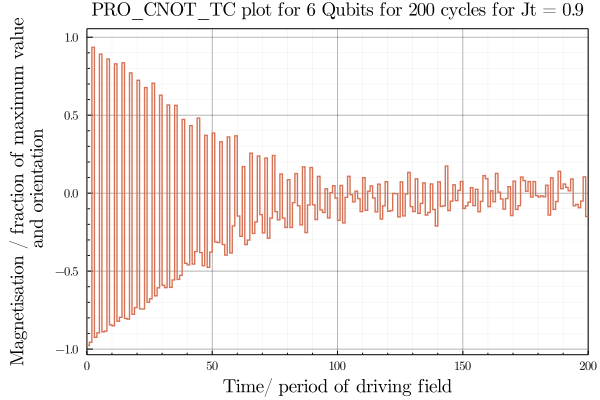 PRO_CNOT_TC plot for 6 Qubits for 200 cycles for Jt = 0.9
Magnetisation / fraction of maximum value
and orientation
1.0
0.5
0.0
−0.5
−1.0
0
50
100
150
200
Time/ period of driving field